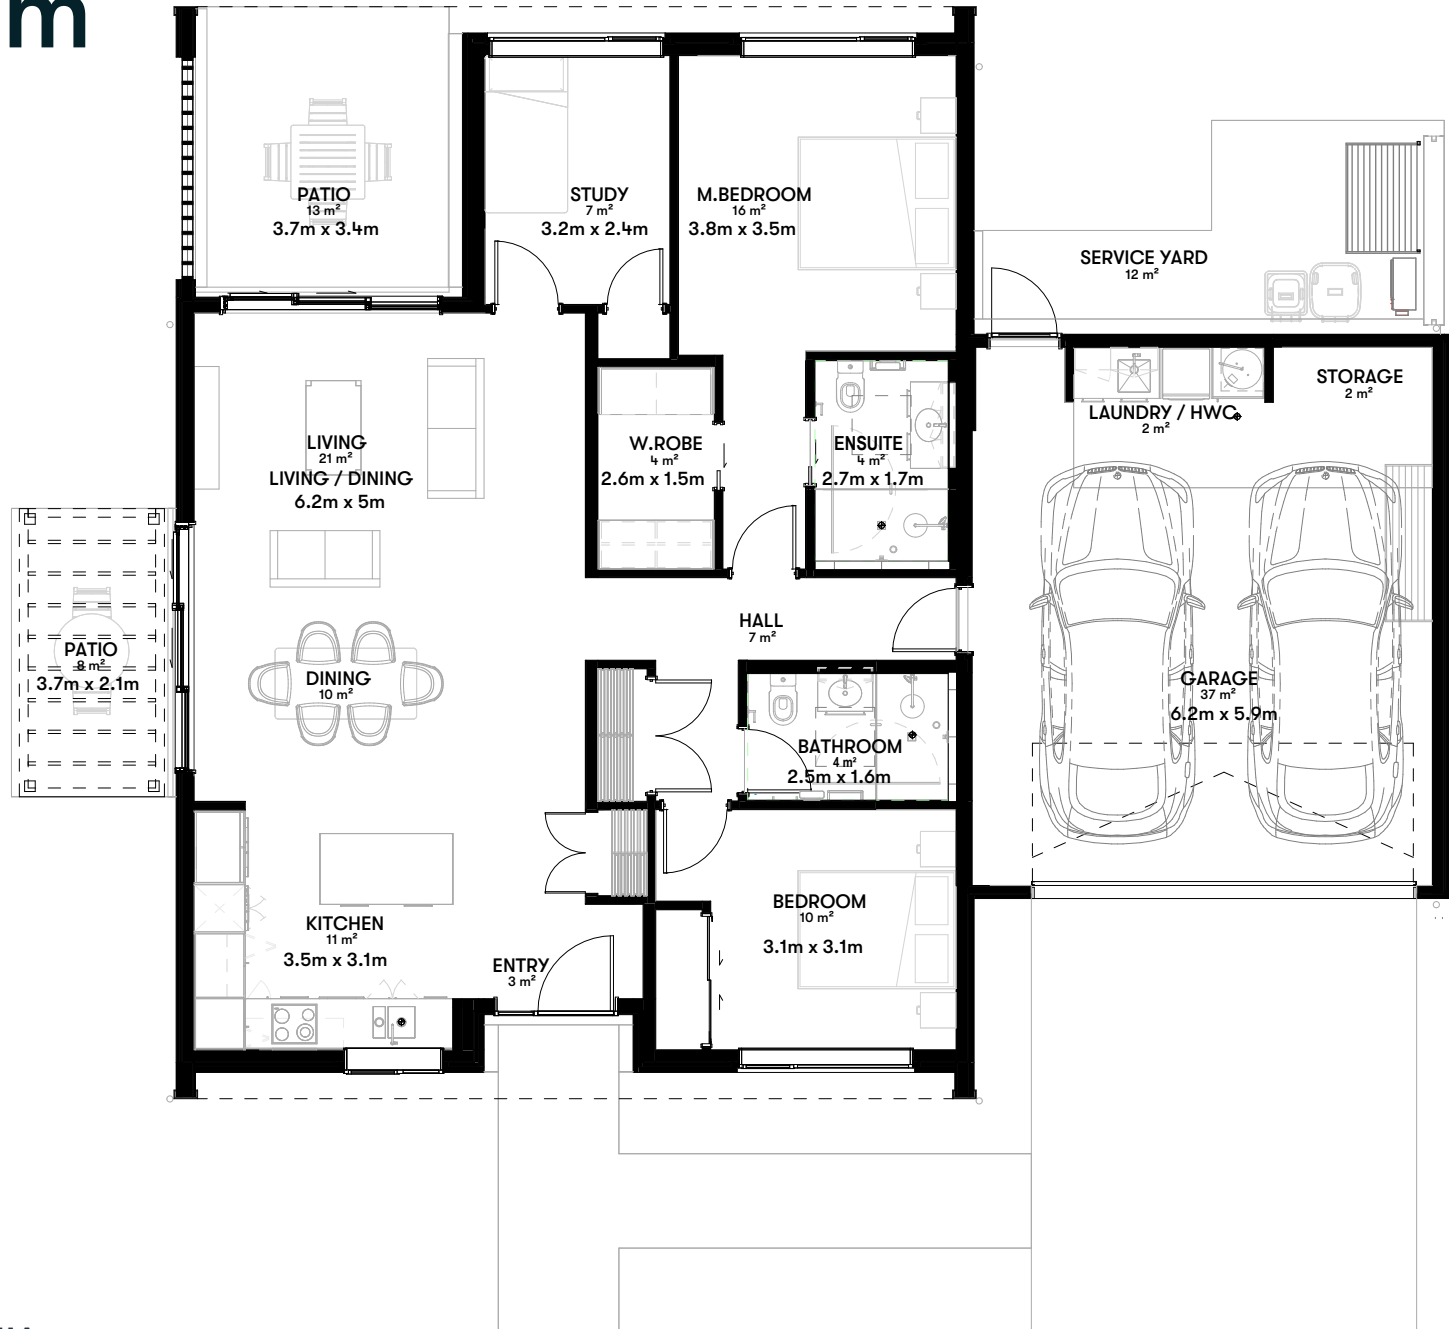 m
PATIO
13 m²
3.7m x 3.4m
STUDY
7 m²
3.2m x 2.4m
M.BEDROOM
16 m²
3.8m x 3.5m
SERVICE YARD
12 m²
STORAGE
2 m²
LAUNDRY / HWC
2 m²
LIVING
21 m²
LIVING / DINING
6.2m x 5m
W.ROBE
4 m²
2.6m x 1.5m
ENSUITE
4 m²
2.7m x 1.7m
HALL
7 m²
PATIO
8 m²
3.7m x 2.1m
DINING
10 m²
GARAGE
37 m²
6.2m x 5.9m
BATHROOM
4 m²
2.5m x 1.6m
KITCHEN
11 m²
3.5m x 3.1m
ENTRY
3 m²
BEDROOM
10 m²
3.1m x 3.1m